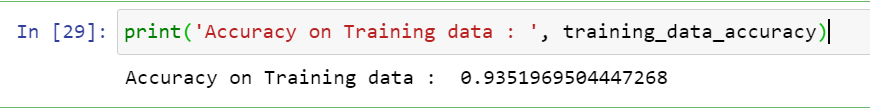 In [29]: print('Accuracy on Training data : ', training_data_accuracy)
Accuracy on Training data :  0.9351969504447268